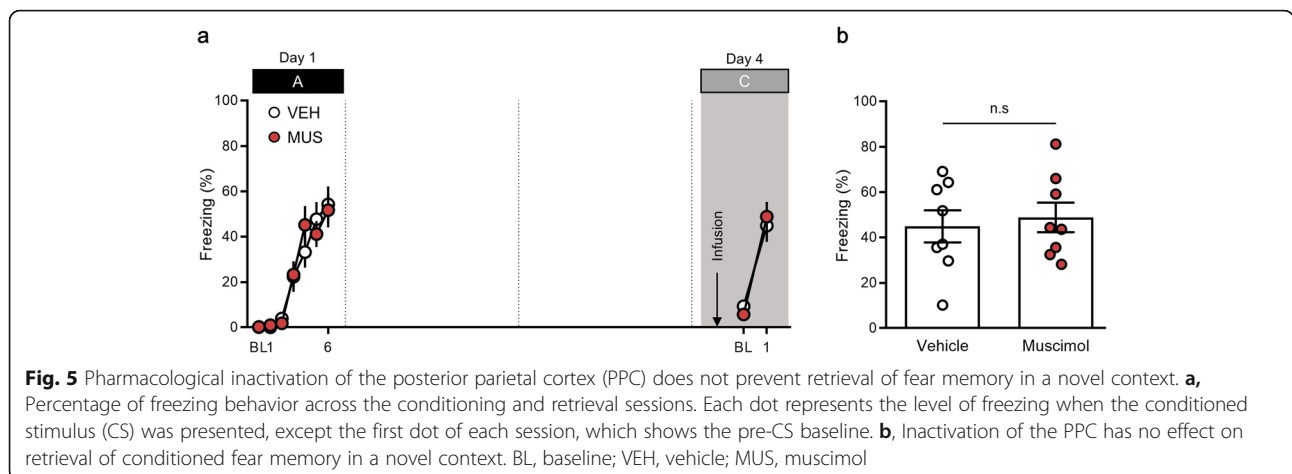 a
b
Day 1
Day 4
A
C
100
80
60
40
20
0
Freezing (%)
VEH
MUS
Infusion
BL1
6
BL 1
100
80
60
40
20
0
Freezing (%)
n.s
Vehicle
Muscimol
Fig. 5 Pharmacological inactivation of the posterior parietal cortex (PPC) does not prevent retrieval of fear memory in a novel context. a,
Percentage of freezing behavior across the conditioning and retrieval sessions. Each dot represents the level of freezing when the conditioned
stimulus (CS) was presented, except the first dot of each session, which shows the pre-CS baseline. b, Inactivation of the PPC has no effect on
retrieval of conditioned fear memory in a novel context. BL, baseline; VEH, vehicle; MUS, muscimol